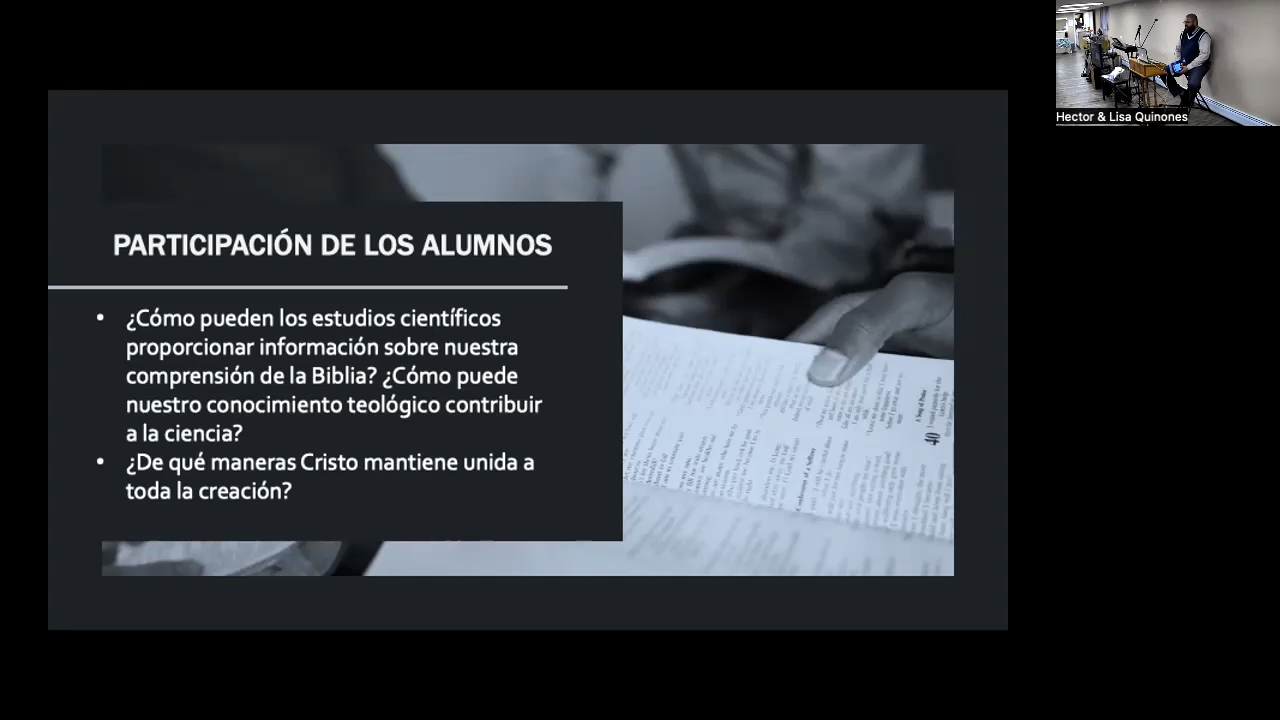 PARTICIPACIÓN DE LOS ALUMNOS
• ¿Cómo pueden los estudios científicos
proporcionar información sobre nuestra
comprensión de la Biblia? ¿Cómo puede
nuestro conocimiento teológico contribuir
a la ciencia?
• ¿De qué maneras Cristo mantiene unida a
toda la creación?
40
Hector & Lisa Quinones